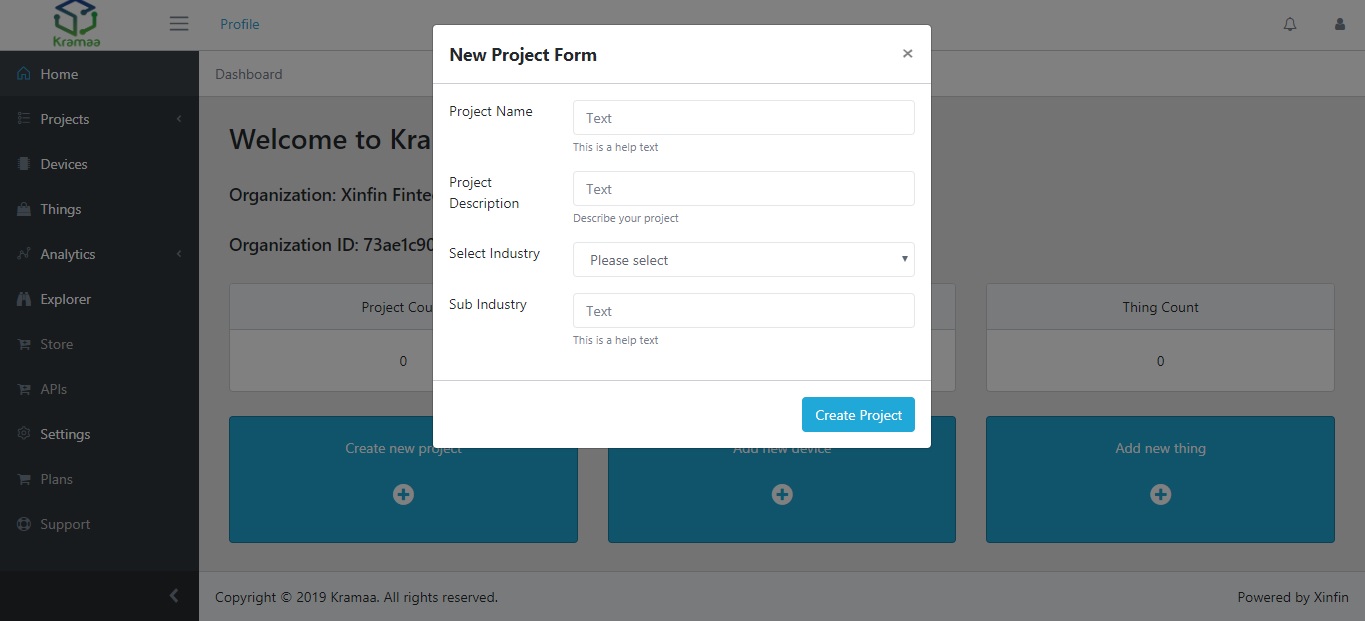 Kramaa
Profile
New Project Form
×
Home
Projects
Devices
Things
Analytics
Explorer
Store
APIs
Settings
Plans
Support
Dashboard
Welcome to Kra
Organization: Xinfin Finte
Organization ID: 73ae1c90
Project Name
Text
This is a help text
Project
Description
Text
Describe your project
Select Industry
Please select
Sub Industry
Text
This is a help text
Create Project
Project Cou
0
Thing Count
0
Create new project
Add new device
Add new thing
Copyright © 2019 Kramaa. All rights reserved.
Powered by Xinfin